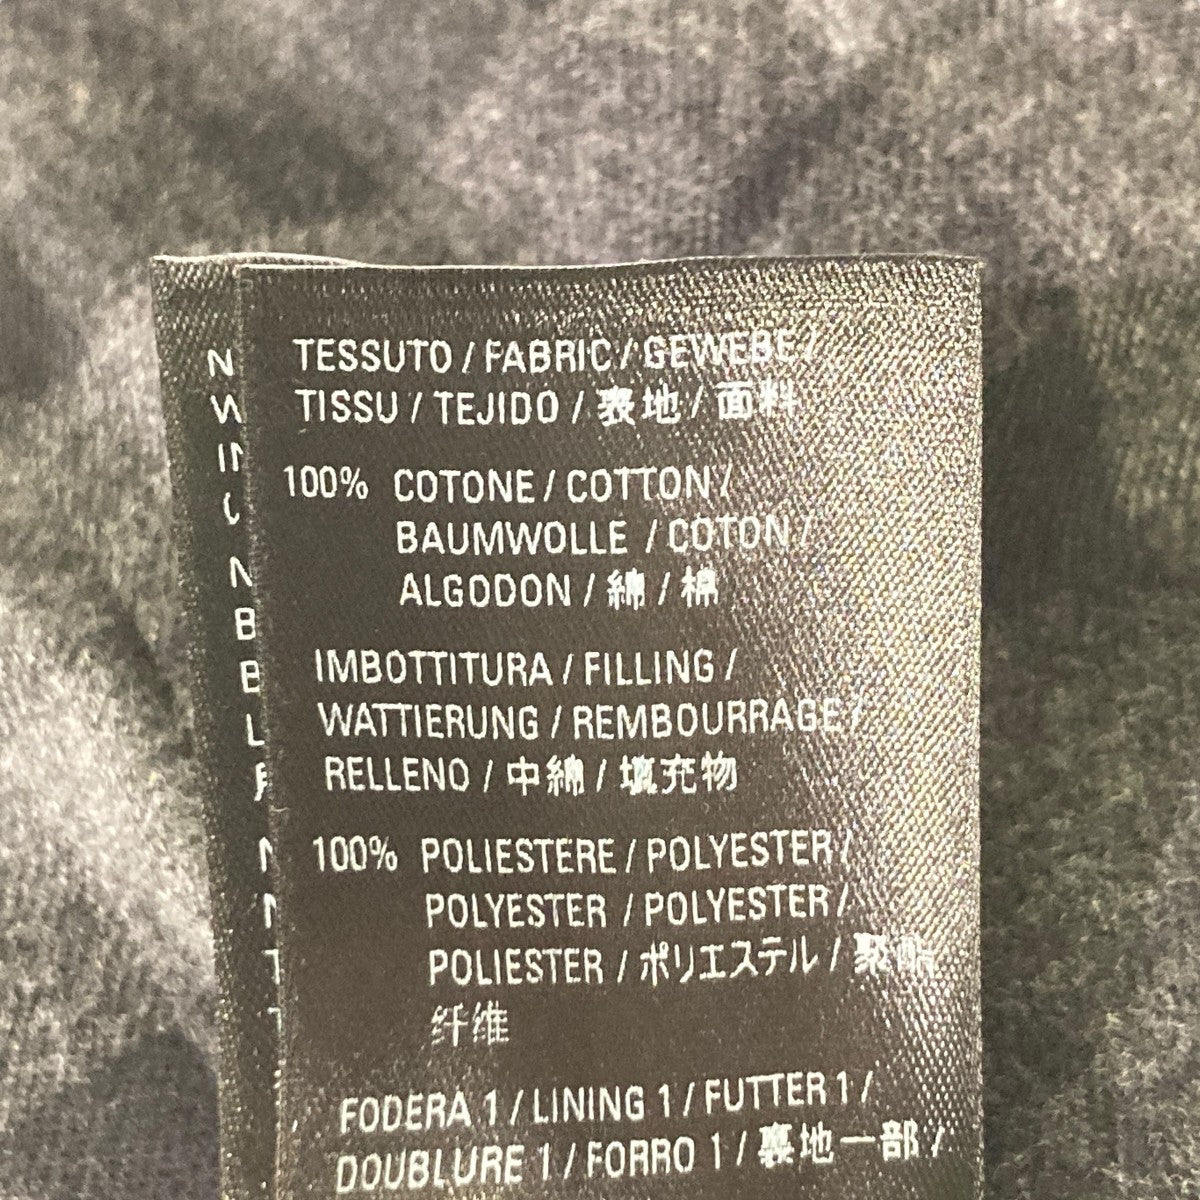 TESSUTO / FABRIC / GEWEBE /
TISSU / TEJIDO / 表地 / 面料
100% COTONE / COTTON /
BAUMWOLLE / COTON /
ALGODON / 綿 / 棉
IMBOTTITURA / FILLING /
WATTIERUNG / REMBOURRAGE /
RELLENO / 中綿 / 填充物
100% POLIESTERE / POLYESTER /
POLYESTER / POLYESTER /
POLIESTER / ポリエステル / 聚酯
纤维
FODERA 1 / LINING 1 / FUTTER 1 /
DOUBLURE 1 / FORRO 1 / 裏地一部 /